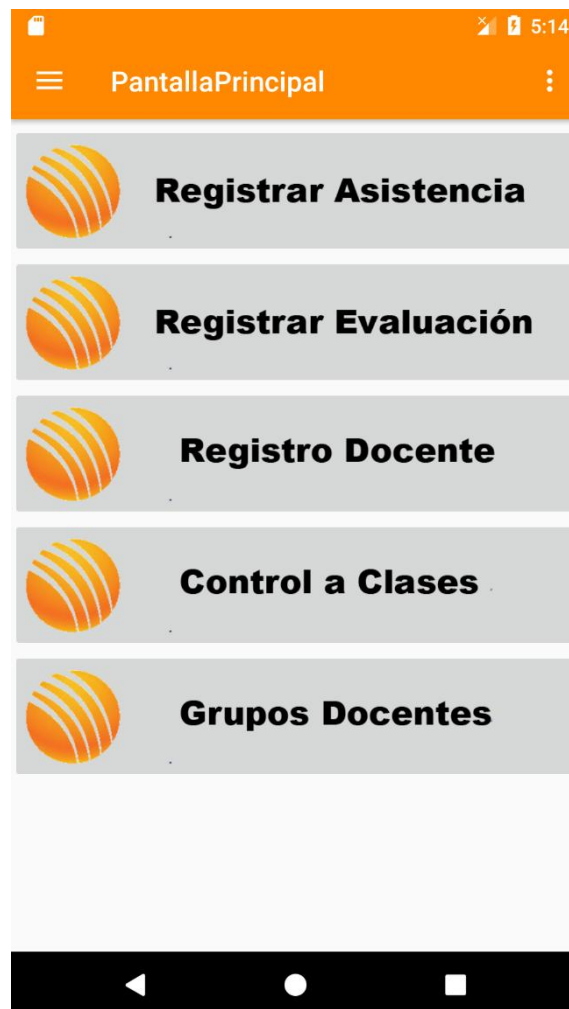 5:14
PantallaPrincipal
Registrar Asistencia
Registrar Evaluación
Registro Docente
Control a Clases
Grupos Docentes